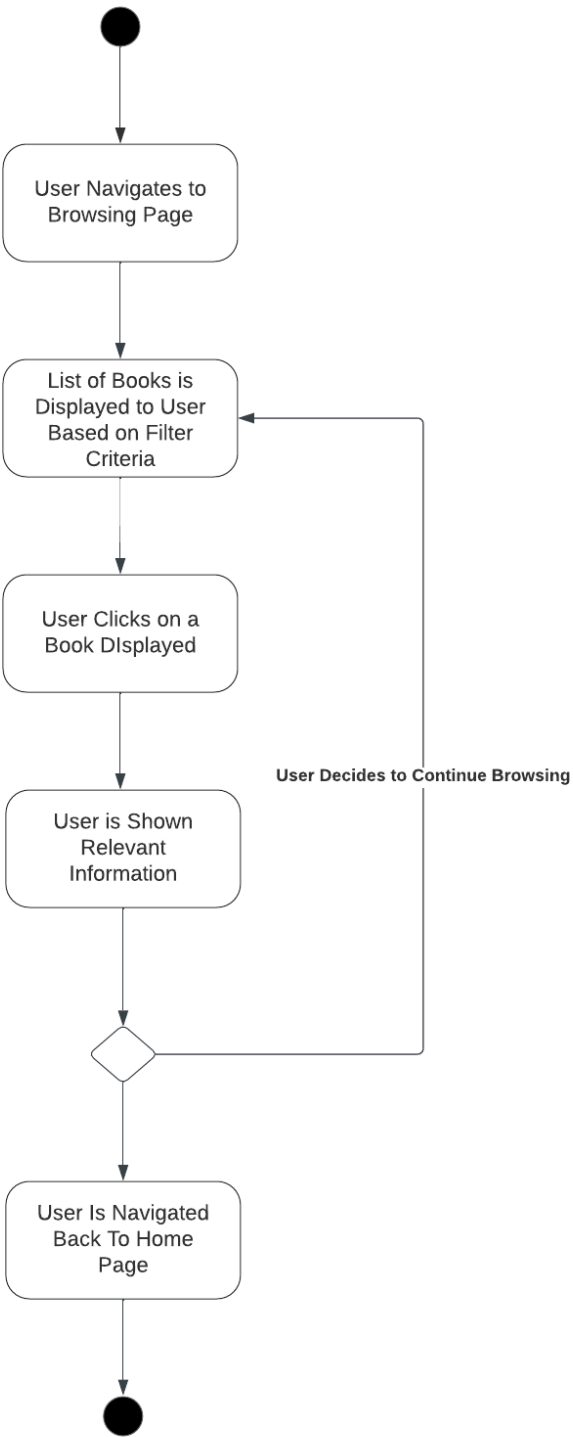 User Navigates to
Browsing Page
List of Books is
Displayed to User
Based on Filter
Criteria
User Clicks on a
Book DIsplayed
User Decides to Continue Browsing
User is Shown
Relevant
Information
User Is Navigated
Back To Home
Page